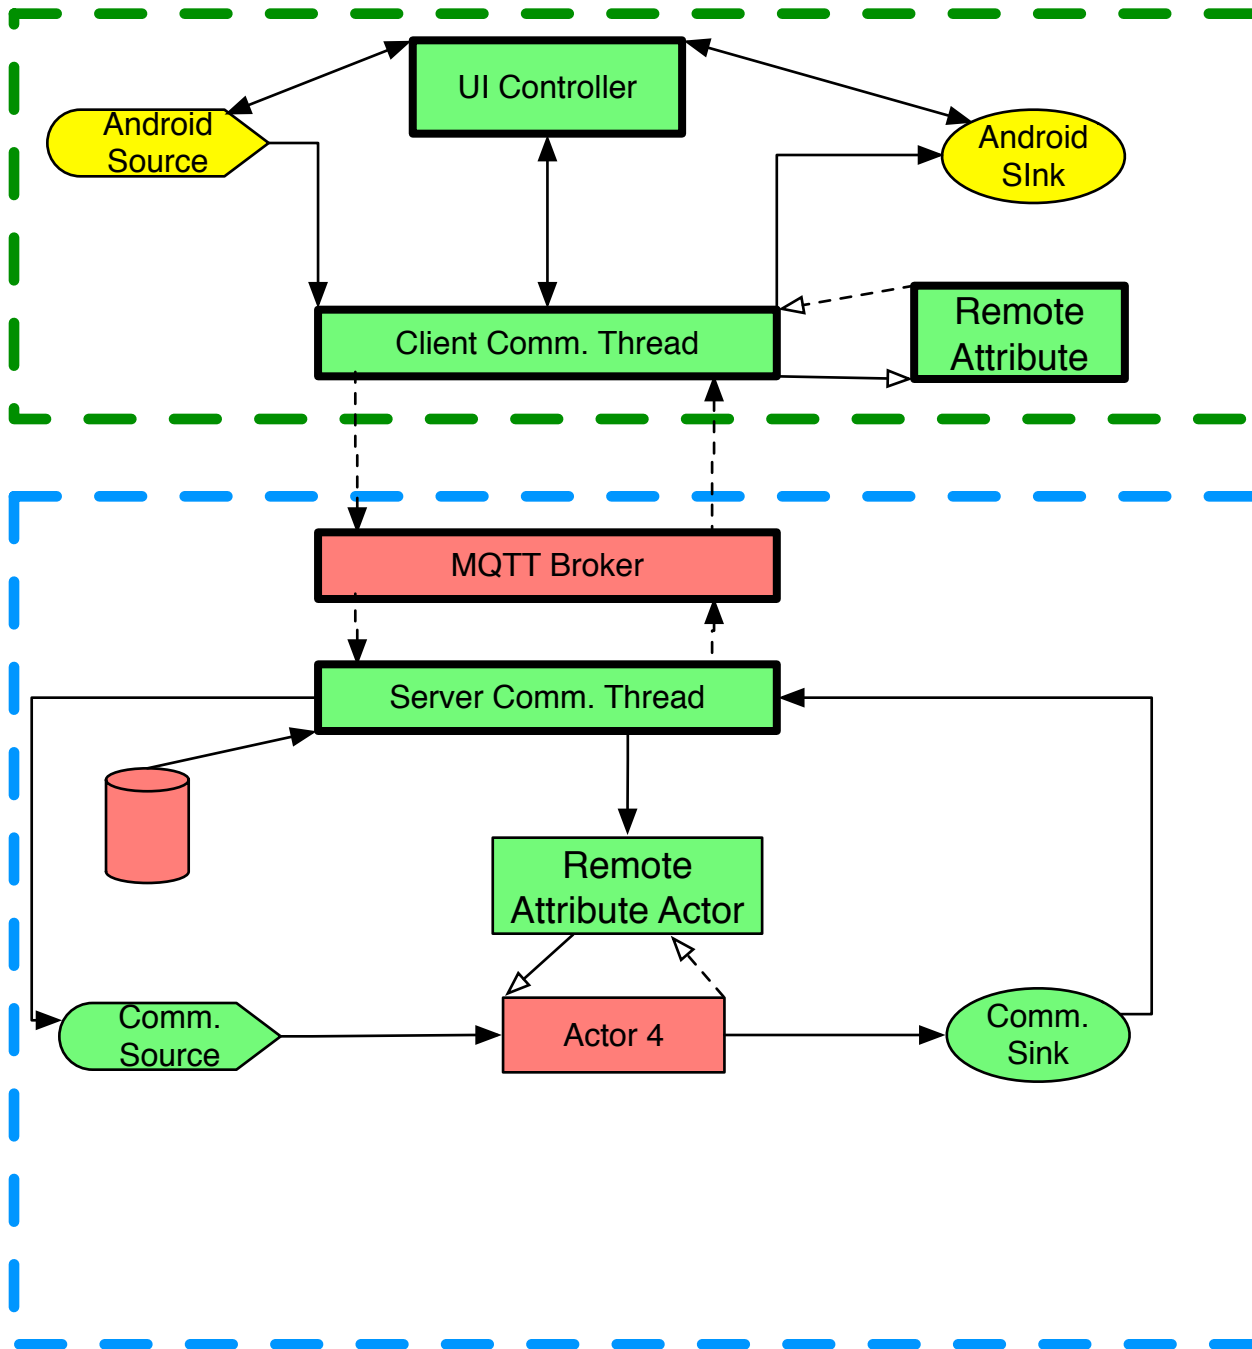 UI Controller
Android
Source
Android
SInk
Client Comm. Thread
Remote
Attribute
MQTT Broker
Server Comm. Thread
Remote
Attribute Actor
Comm.
Source
Actor 4
Comm.
Sink